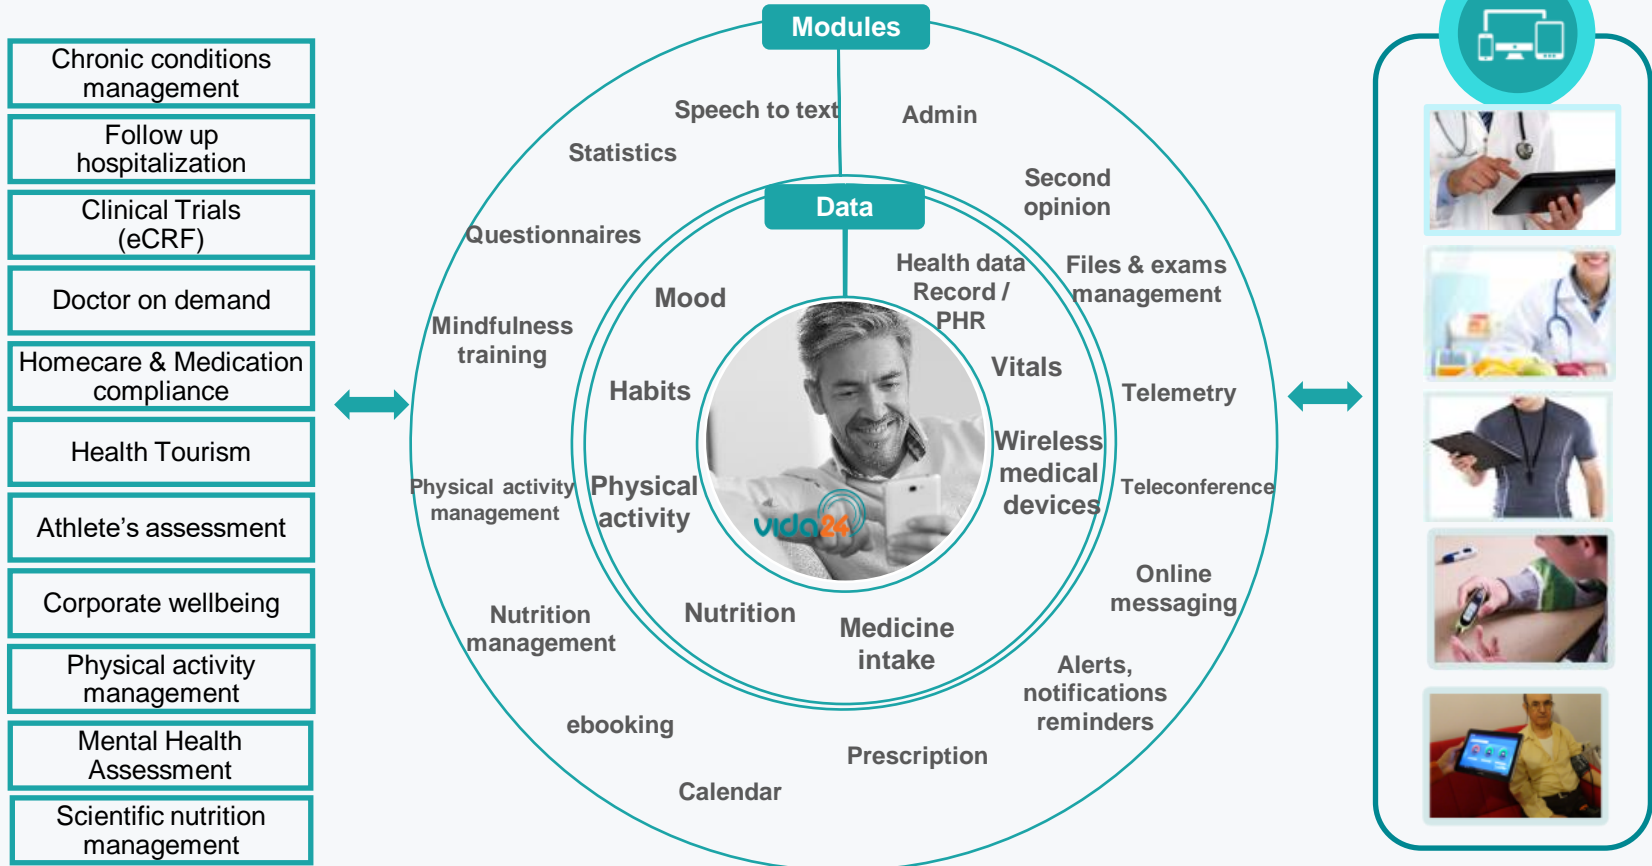 Chronic conditions
management
Follow up
hospitalization
Clinical Trials
(eCRF)
Doctor on demand
Homecare & Medication
compliance
Health Tourism
Athlete's assessment
Corporate wellbeing
Physical activity
management
Mental Health
Assessment
Scientific nutrition
management
Modules
Speech to text
Admin
Statistics
Second
opinion
Questionnaires
Files & exams
management
Mindfulness
training
Telemetry
Physical activity
management
Teleconference
Nutrition
management
Online
messaging
ebooking
Alerts,
notifications
reminders
Calendar
Prescription
Data
Mood
Health data
Record /
PHR
Habits
Vitals
Physical
activity
Wireless
medical
devices
Nutrition
Medicine
intake
vida24